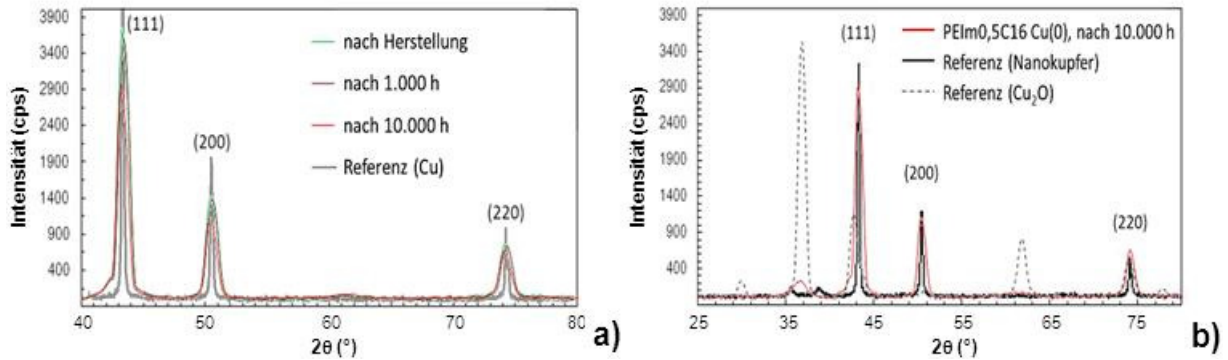 3900
3400
2900
2400
1900
1400
900
400
Intensität (cps)
(111)
(200)
(220)
nach Herstellung
nach 1.000 h
nach 10.000 h
Referenz (Cu)
40
50
60
70
80
2θ (°)
a)
3900
3400
2900
2400
1900
1400
900
400
Intensität (cps)
(111)
(200)
(220)
PEIm0,5C16 Cu(0), nach 10.000 h
Referenz (Nanokupfer)
Referenz (Cu₂O)
25
35
45
55
65
75
2θ (°)
b)